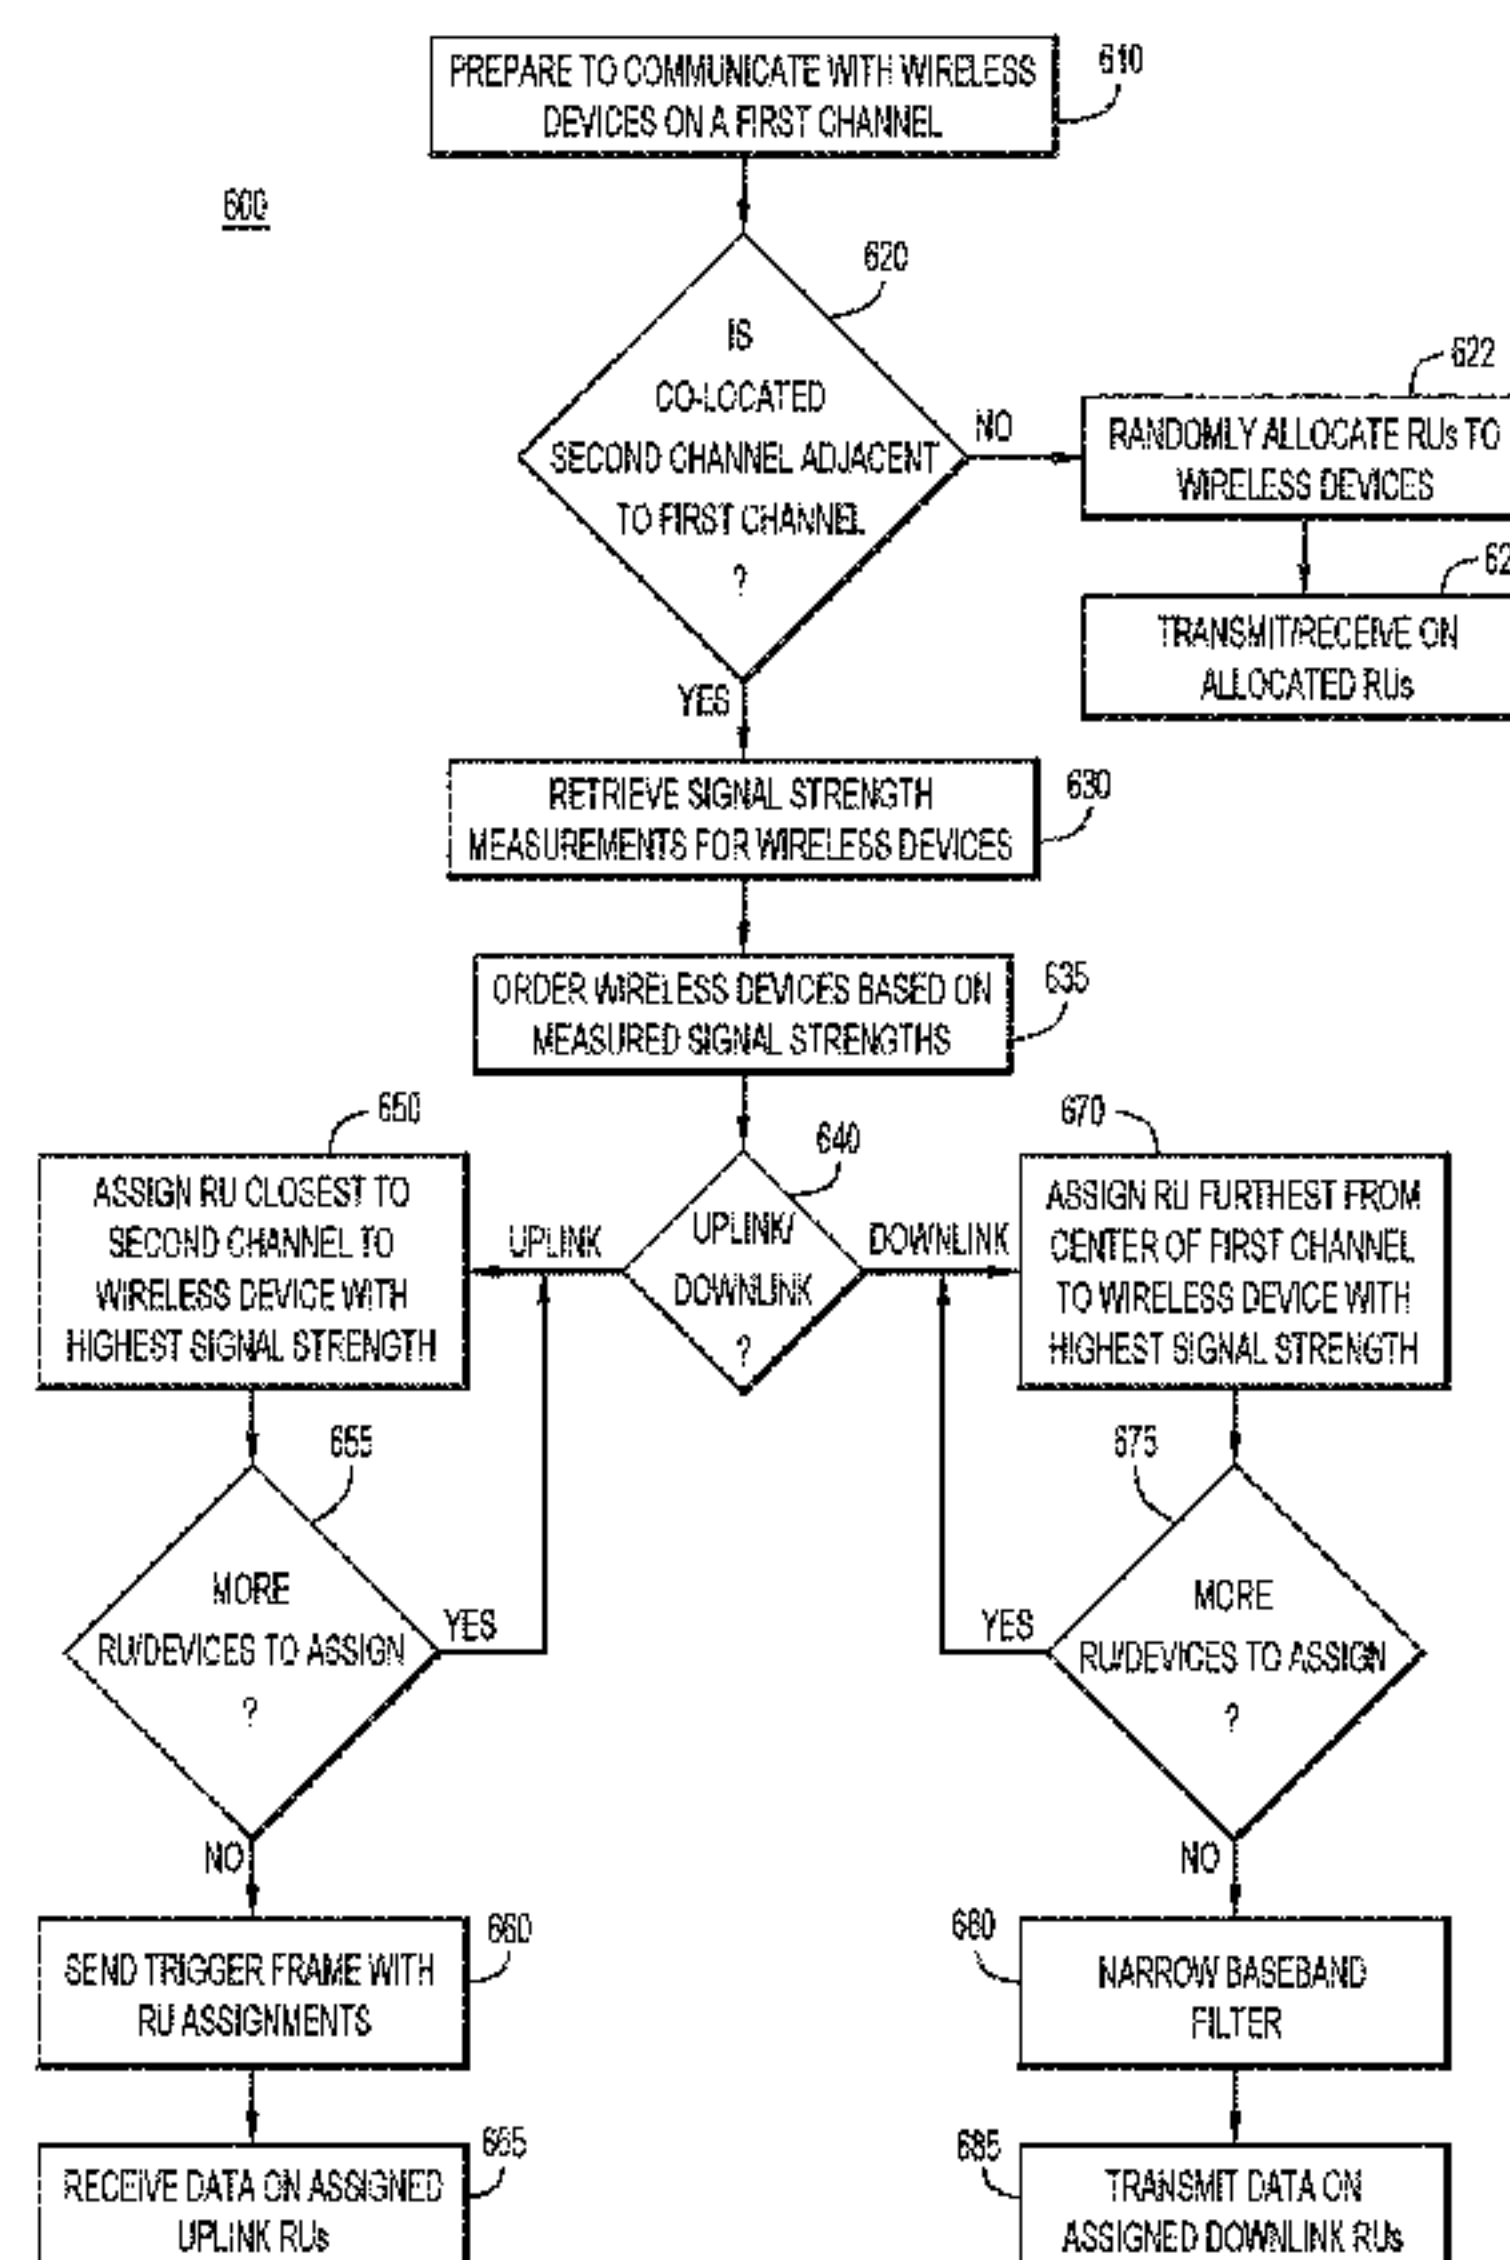 PREPARE TO COMMUNICATE WITH WIRELESS
DEVICES ON A FIRST CHANNEL
610
600
620
IS
CO-LOCATED
SECOND CHANNEL ADJACENT
TO FIRST CHANNEL
?
NO
622
RANDOMLY ALLOCATE RUs TO
WIRELESS DEVICES
TRANSMIT/RECEIVE ON
ALLOCATED RUs
YES
RETRIEVE SIGNAL STRENGTH
MEASUREMENTS FOR WIRELESS DEVICES
630
ORDER WIRELESS DEVICES BASED ON
MEASURED SIGNAL STRENGTHS
635
650
ASSIGN RU CLOSEST TO
SECOND CHANNEL TO
WIRELESS DEVICE WITH
HIGHEST SIGNAL STRENGTH
UPLINK
640
UPLINK/
DOWNLINK
?
DOWNLINK
670
ASSIGN RU FURTHEST FROM
CENTER OF FIRST CHANNEL
TO WIRELESS DEVICE WITH
HIGHEST SIGNAL STRENGTH
655
MORE
RU/DEVICES TO ASSIGN
?
YES
675
MORE
RU/DEVICES TO ASSIGN
?
YES
NO
NO
SEND TRIGGER FRAME WITH
RU ASSIGNMENTS
660
680
NARROW BASEBAND
FILTER
RECEIVE DATA ON ASSIGNED
UPLINK RUs
665
685
TRANSMIT DATA ON
ASSIGNED DOWNLINK RUs